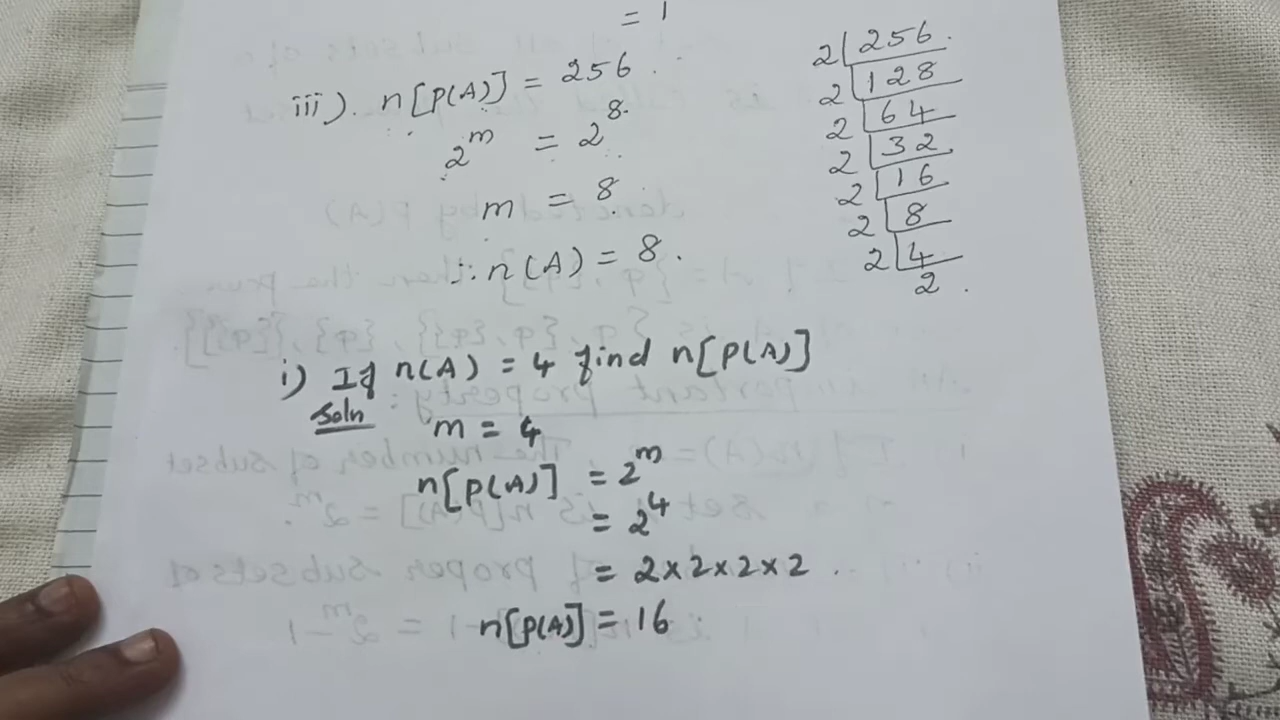 = 1
iii). n[P(A)] = 256
2^m = 2^8
m = 8
∴ n(A) = 8.
2 | 256
2 | 128
2 | 64
2 | 32
2 | 16
2 | 8
2 | 4
2
i) If n(A) = 4 find n[P(A)]
Soln
m = 4
n[P(A)] = 2^m
= 2^4
= 2×2×2×2
n[P(A)] = 16